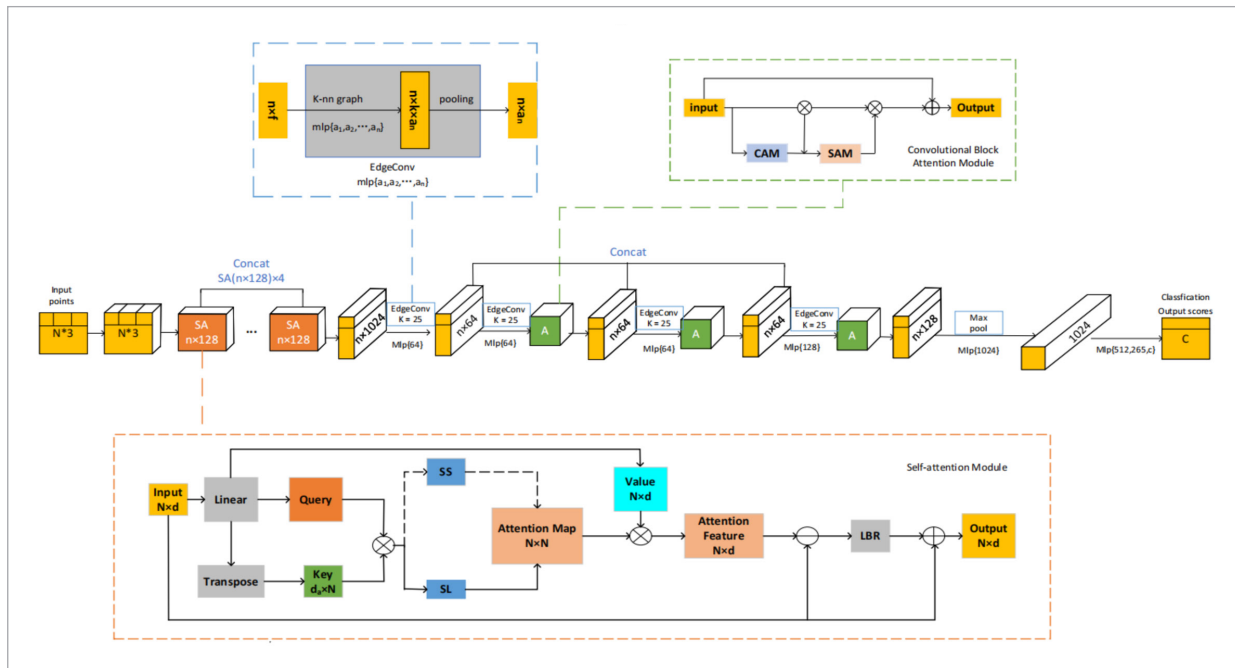 n×f
K-nn graph
mlp{a₁,a₂,···,aₙ}
n×k×aₙ
pooling
n×aₙ
EdgeConv
mlp{a₁,a₂,···,aₙ}
input
CAM
SAM
Output
Convolutional Block
Attention Module
Concat
SA(n×128)×4
Concat
Input
points
N*3
N*3
SA
n×128
...
SA
n×128
n×1024
EdgeConv
K = 25
Mlp{64}
n×64
EdgeConv
K = 25
Mlp{64}
A
n×64
EdgeConv
K = 25
Mlp{64}
A
n×64
EdgeConv
K = 25
Mlp{128}
A
n×128
Max
pool
Mlp{1024}
1024
Mlp{512,265,c}
Classfication
Output scores
C
Self-attention Module
Input
N×d
Linear
Query
Transpose
Key
dₐ×N
SS
SL
Attention Map
N×N
Value
N×d
Attention
Feature
N×d
LBR
Output
N×d